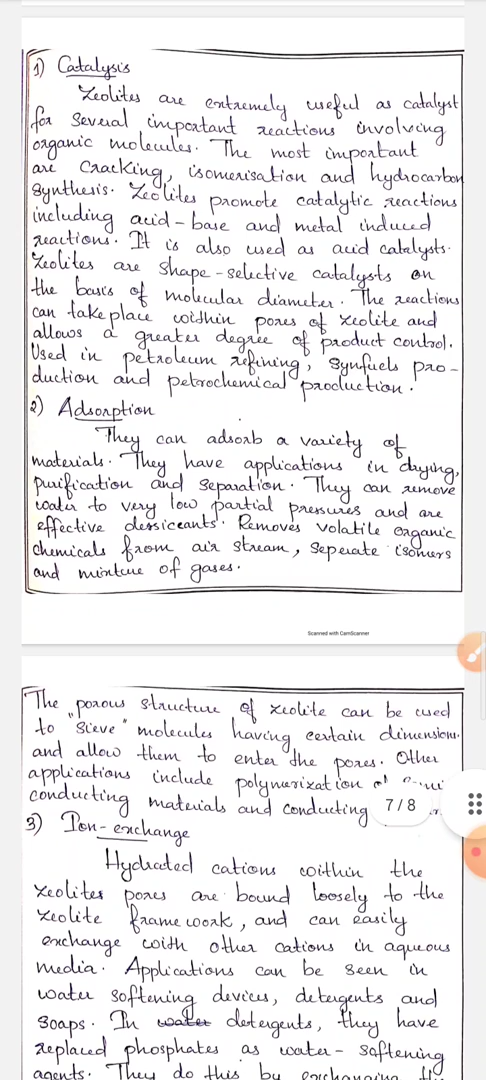 1) Catalysis
Zeolites are extremely useful as catalyst
for several important reactions involving
organic molecules. The most important
are cracking, isomerisation and hydrocarbon
synthesis. Zeolites promote catalytic reactions
including acid-base and metal induced
reactions. It is also used as acid catalysts.
Zeolites are shape-selective catalysts on
the basis of molecular diameter. The reactions
can takeplace within pores of zeolite and
allows a greater degree of product control.
Used in petroleum refining, synfuels pro-
duction and petrochemical production.
2) Adsorption
They can adsorb a variety of
materials. They have applications in drying,
purification and separation. They can remove
water to very low partial pressures and are
effective dessiccants. Removes volatile organic
chemicals from air stream, seperate isomers
and mixture of gases.
Scanned with CamScanner
The porous structure of zeolite can be used
to "sieve" molecules having certain dimensions
and allow them to enter the pores. Other
applications include polymerization of
conducting materials and conducting
7/8
3) Ion-exchange
Hydrated cations within the
zeolites pores are bound loosely to the
zeolite framework, and can easily
exchange with other cations in aqueous
media. Applications can be seen in
water softening devices, detergents and
soaps. In water detergents, they have
replaced phosphates as water-softening
agents. They do this by exchanging the